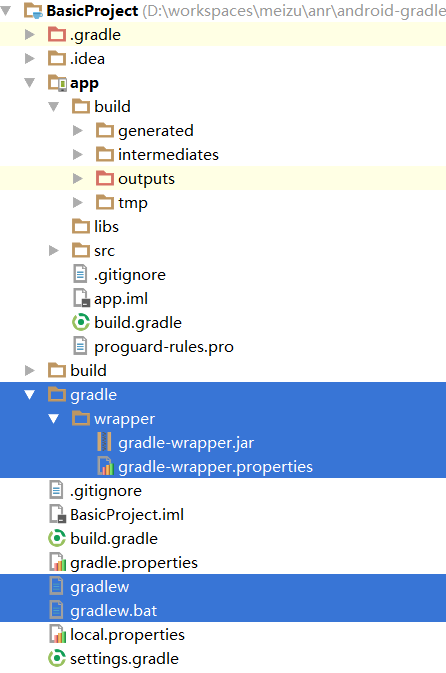 BasicProject (D:\workspaces\meizu\anr\android-gradle
.gradle
.idea
app
build
generated
intermediates
outputs
tmp
libs
src
.gitignore
app.iml
build.gradle
proguard-rules.pro
build
gradle
wrapper
gradle-wrapper.jar
gradle-wrapper.properties
.gitignore
BasicProject.iml
build.gradle
gradle.properties
gradlew
gradlew.bat
local.properties
settings.gradle